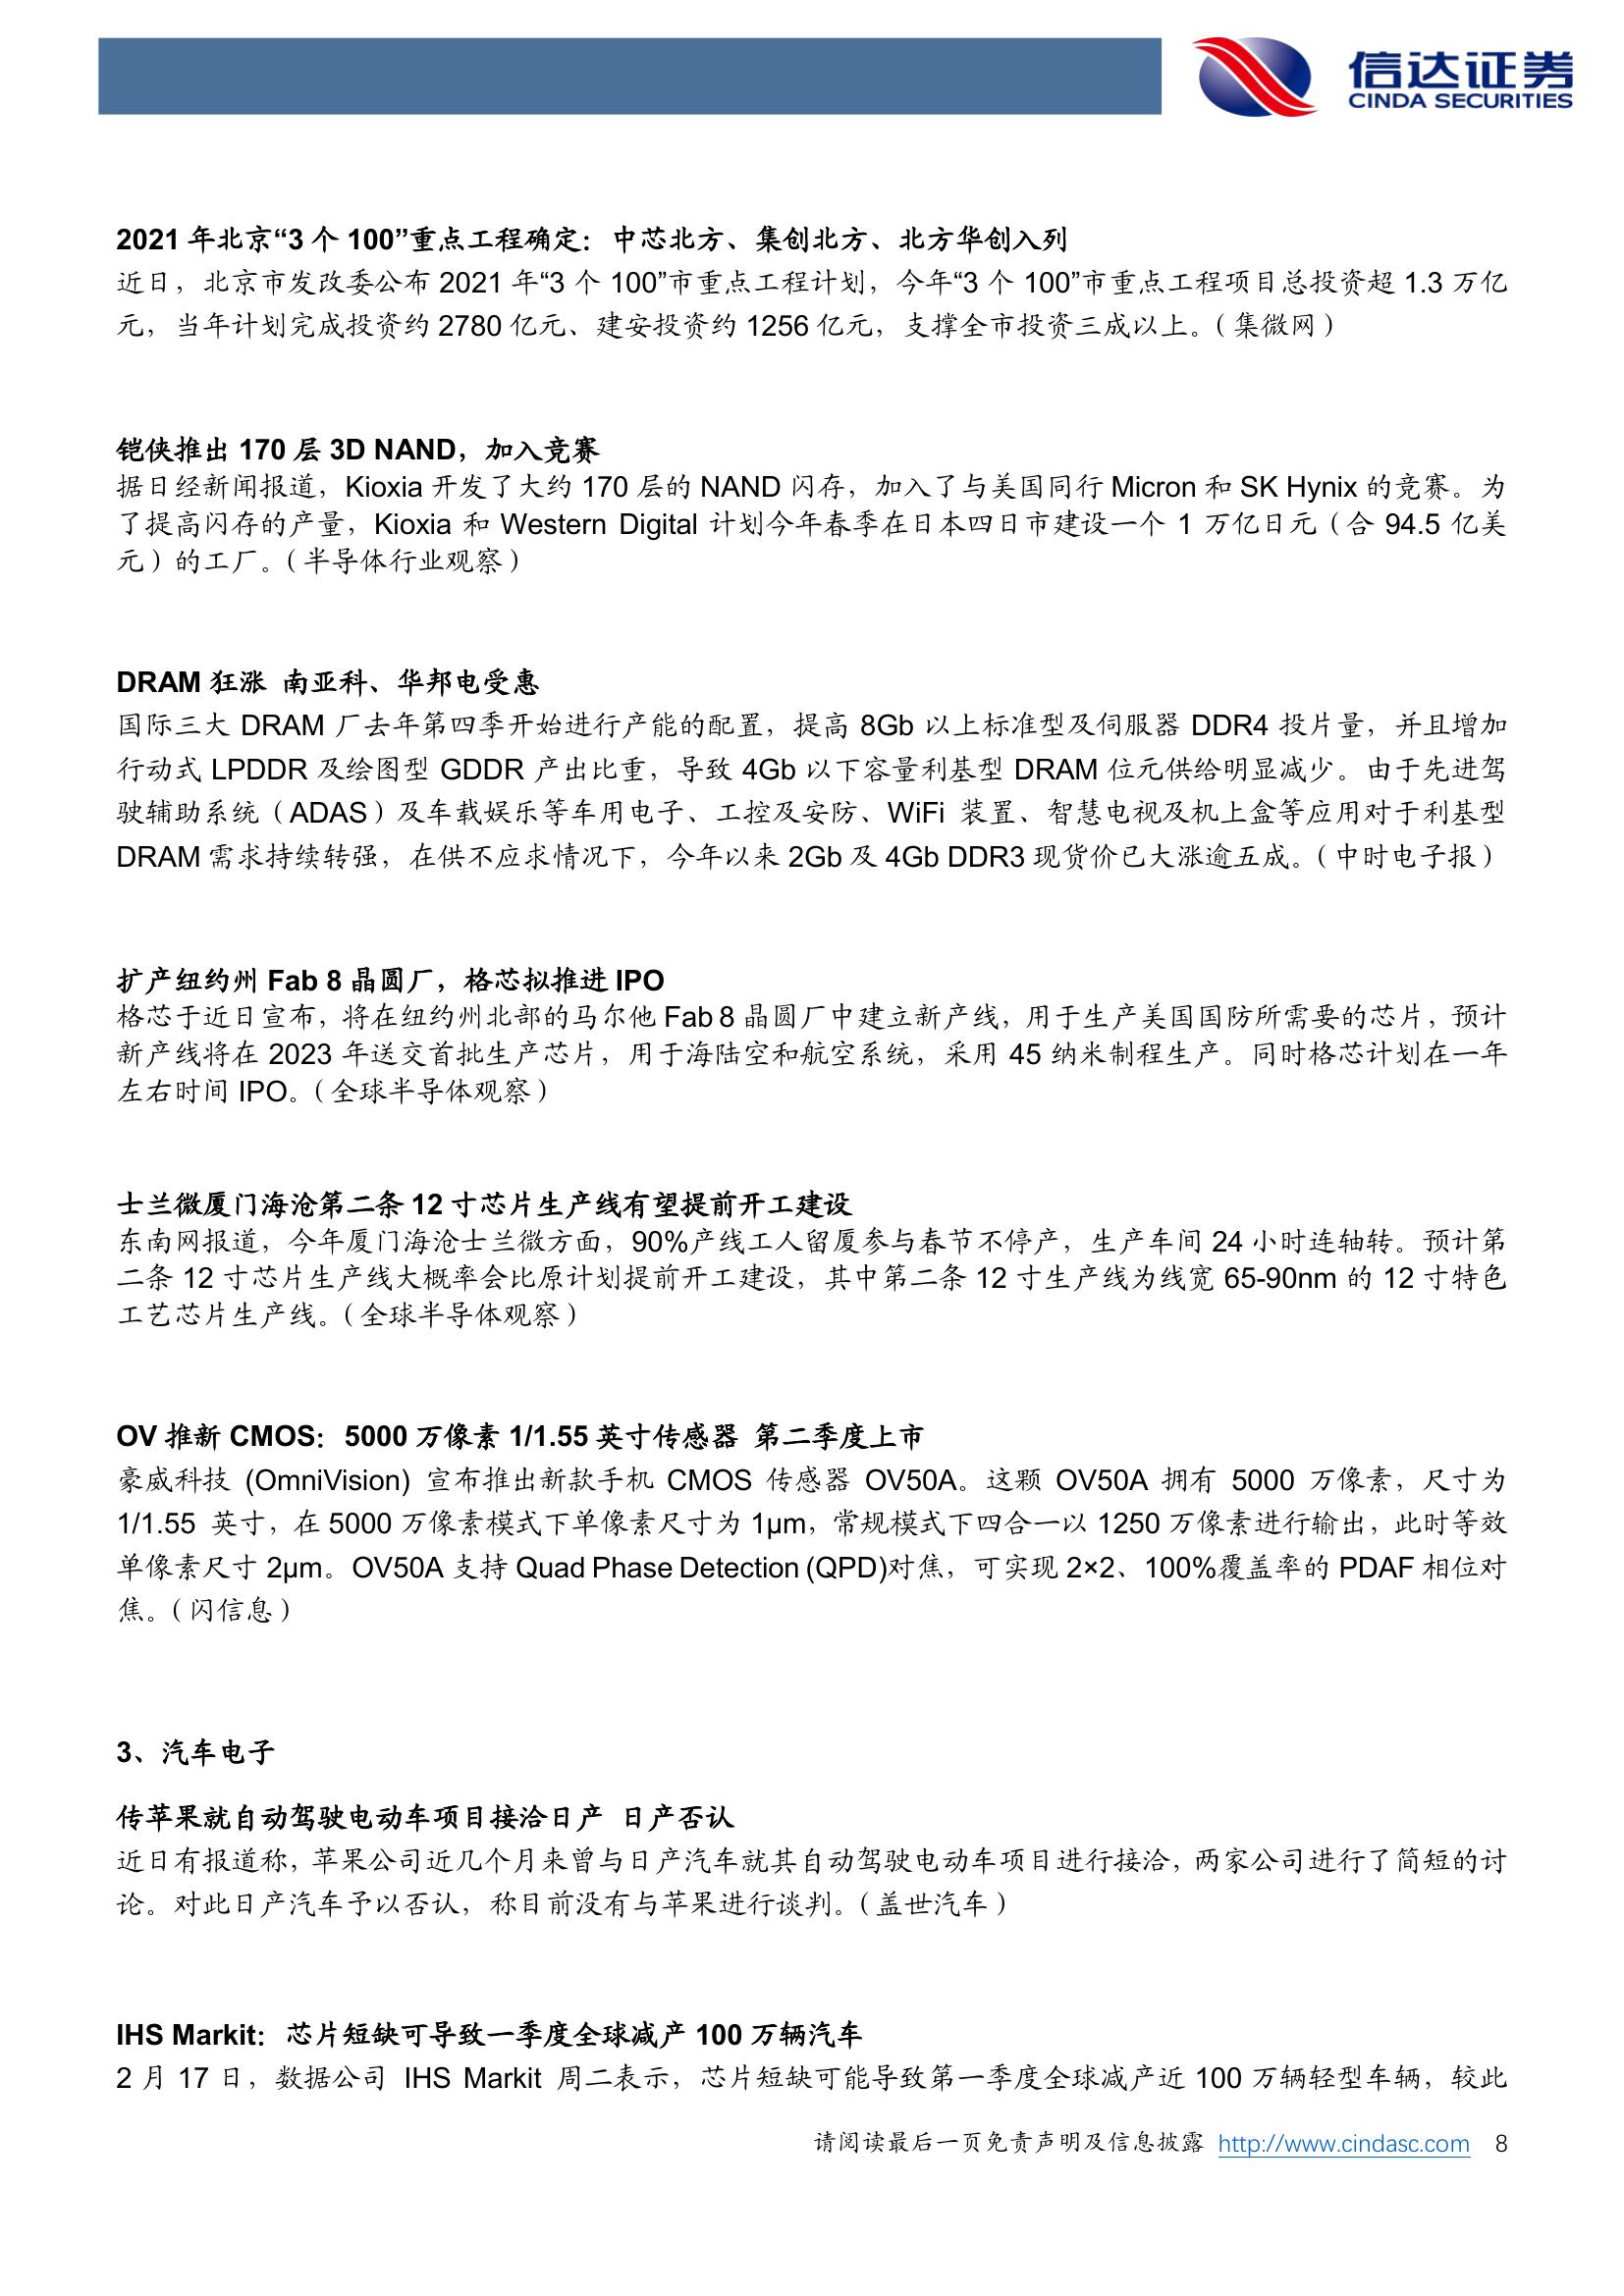 信达证券
CINDA SECURITIES
2021 年北京“3 个 100”重点工程确定：中芯北方、集创北方、北方华创入列
近日，北京市发改委公布 2021 年“3 个 100”市重点工程计划，今年“3 个 100”市重点工程项目总投资超 1.3 万亿
元，当年计划完成投资约 2780 亿元、建安投资约 1256 亿元，支撑全市投资三成以上。（集微网）
铠侠推出 170 层 3D NAND，加入竞赛
据日经新闻报道，Kioxia 开发了大约 170 层的 NAND 闪存，加入了与美国同行 Micron 和 SK Hynix 的竞赛。为
了提高闪存的产量，Kioxia 和 Western Digital 计划今年春季在日本四日市建设一个 1 万亿日元（合 94.5 亿美
元）的工厂。（半导体行业观察）
DRAM 狂涨 南亚科、华邦电受惠
国际三大 DRAM 厂去年第四季开始进行产能的配置，提高 8Gb 以上标准型及伺服器 DDR4 投片量，并且增加
行动式 LPDDR 及绘图型 GDDR 产出比重，导致 4Gb 以下容量利基型 DRAM 位元供给明显减少。由于先进驾
驶辅助系统（ADAS）及车载娱乐等车用电子、工控及安防、WiFi 装置、智慧电视及机上盒等应用对于利基型
DRAM 需求持续转强，在供不应求情况下，今年以来 2Gb 及 4Gb DDR3 现货价已大涨逾五成。（中时电子报）
扩产纽约州 Fab 8 晶圆厂，格芯拟推进 IPO
格芯于近日宣布，将在纽约州北部的马尔他 Fab 8 晶圆厂中建立新产线，用于生产美国国防所需要的芯片，预计
新产线将在 2023 年送交首批生产芯片，用于海陆空和航空系统，采用 45 纳米制程生产。同时格芯计划在一年
左右时间 IPO。（全球半导体观察）
士兰微厦门海沧第二条 12 寸芯片生产线有望提前开工建设
东南网报道，今年厦门海沧士兰微方面，90%产线工人留厦参与春节不停产，生产车间 24 小时连轴转。预计第
二条 12 寸芯片生产线大概率会比原计划提前开工建设，其中第二条 12 寸生产线为线宽 65-90nm 的 12 寸特色
工艺芯片生产线。（全球半导体观察）
OV 推新 CMOS：5000 万像素 1/1.55 英寸传感器 第二季度上市
豪威科技 (OmniVision) 宣布推出新款手机 CMOS 传感器 OV50A。这颗 OV50A 拥有 5000 万像素，尺寸为
1/1.55 英寸，在 5000 万像素模式下单像素尺寸为 1μm，常规模式下四合一以 1250 万像素进行输出，此时等效
单像素尺寸 2μm。OV50A 支持 Quad Phase Detection (QPD)对焦，可实现 2×2、100%覆盖率的 PDAF 相位对
焦。（闪信息）
3、汽车电子
传苹果就自动驾驶电动车项目接洽日产 日产否认
近日有报道称，苹果公司近几个月来曾与日产汽车就其自动驾驶电动车项目进行接洽，两家公司进行了简短的讨
论。对此日产汽车予以否认，称目前没有与苹果进行谈判。（盖世汽车）
IHS Markit：芯片短缺可导致一季度全球减产 100 万辆汽车
2 月 17 日，数据公司 IHS Markit 周二表示，芯片短缺可能导致第一季度全球减产近 100 万辆轻型车辆，较此
请阅读最后一页免责声明及信息披露 http://www.cindasc.com 8